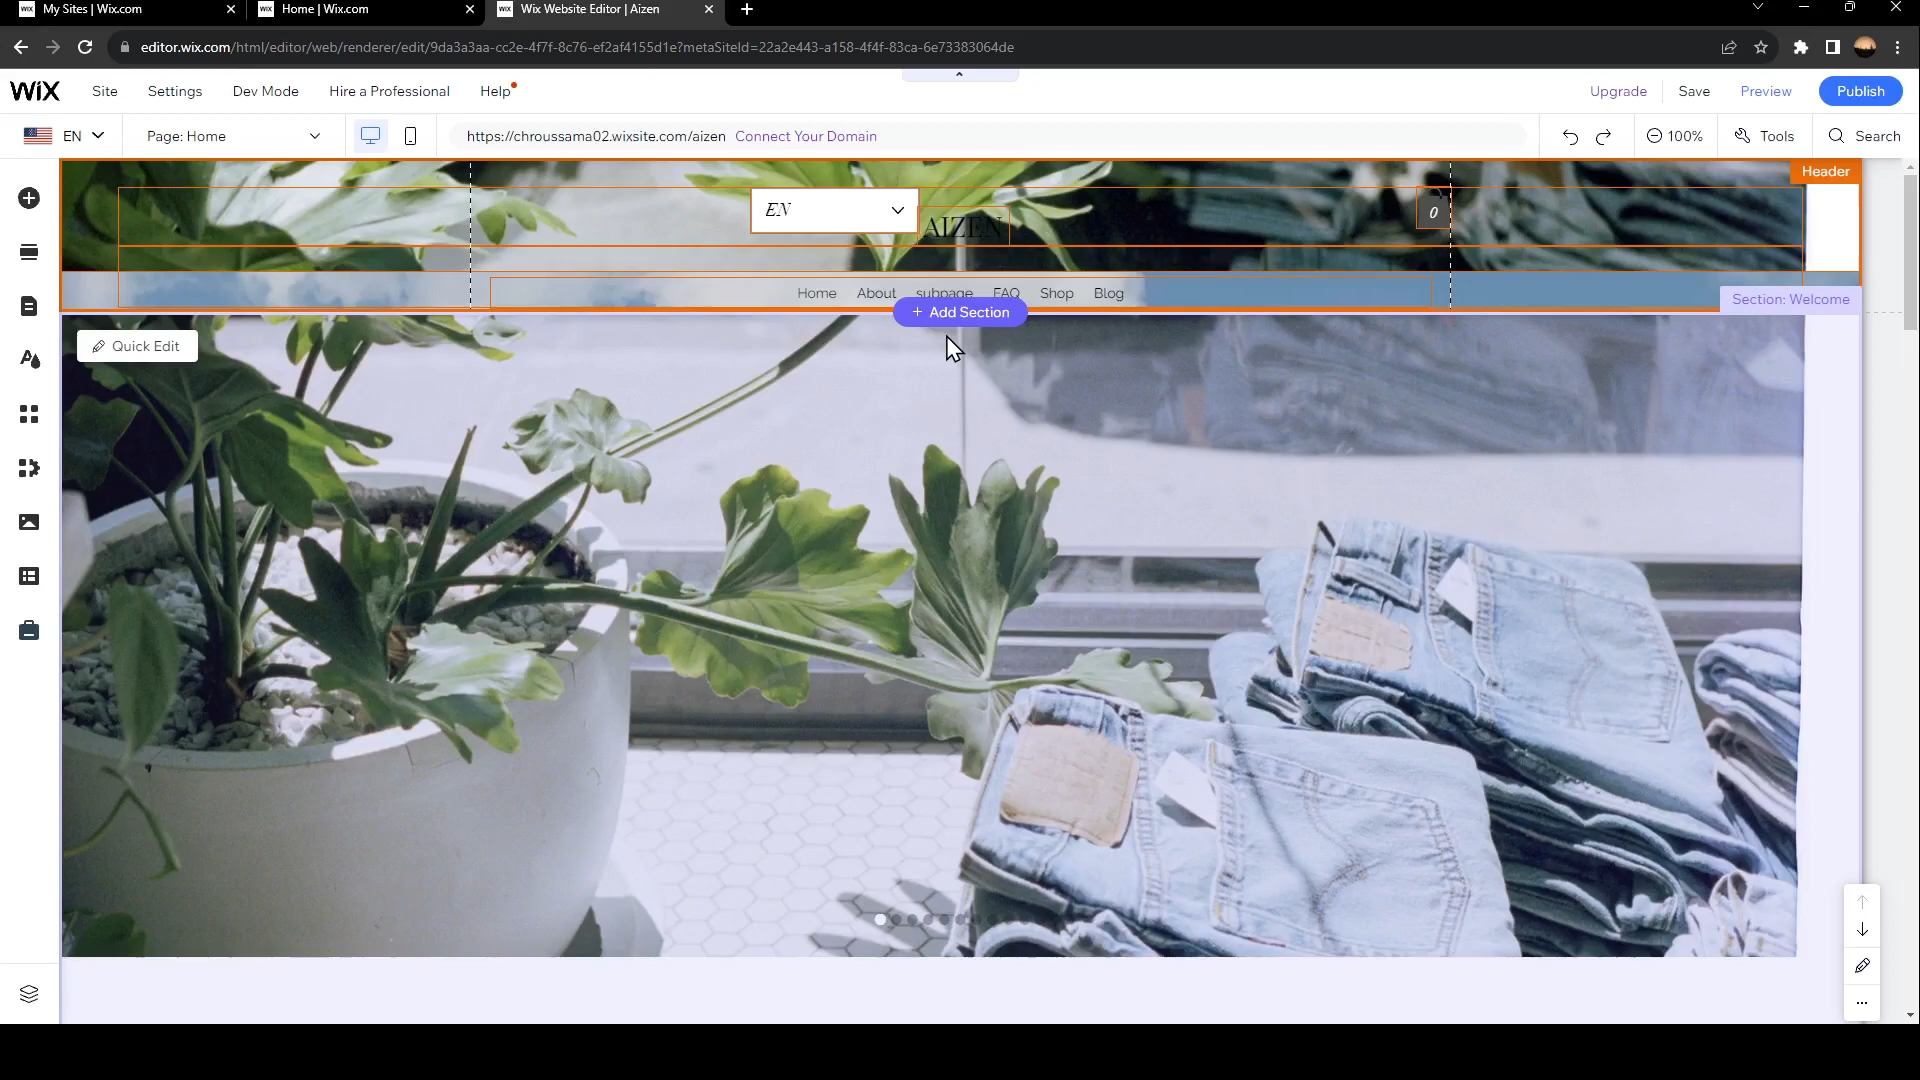 WIX My Sites | Wix.com
WIX Home | Wix.com
WIX Wix Website Editor | Aizen
editor.wix.com/html/editor/web/renderer/edit/9da3a3aa-cc2e-4f7f-8c76-ef2af4155d1e?metaSiteId=22a2e443-a158-4f4f-83ca-6e73383064de
WIX Site Settings Dev Mode Hire a Professional Help Upgrade Save Preview Publish
EN Page: Home https://chroussama02.wixsite.com/aizen Connect Your Domain 100% Tools Search
Header
EN
AIZEN
0
Home About subpage FAQ Shop Blog
Section: Welcome
+ Add Section
Quick Edit